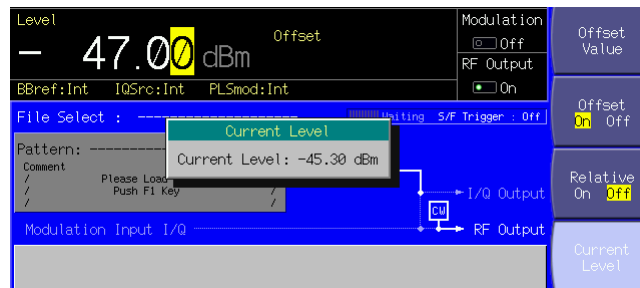 Level
Offset
- 47.00 dBm
Modulation
Off
RF Output
On
BBref:Int IQSrc:Int PLSmod:Int
File Select : --------------------
Waiting S/F Trigger : Off
Current Level
Current Level: -45.30 dBm
Pattern: -
Comment
/ Please Load
/ Push F1 Key /
/ /
I/Q Output
CW
Modulation Input I/Q
RF Output
Offset
Value
Offset
On Off
Relative
On Off
Current
Level